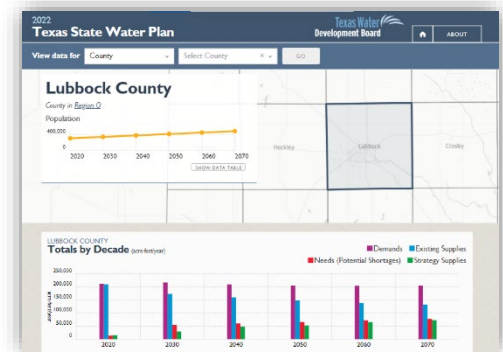 2022
Texas State Water Plan
Texas Water
Development Board
ABOUT
View data for County Select County × GO
Lubbock County
County in Region O
Population
400,000
0
2020 2030 2040 2050 2060 2070
SHOW DATA TABLE
Hockley Lubbock Crosby
LUBBOCK COUNTY
Totals by Decade (acre-feet/year)
Demands Existing Supplies
Needs (Potential Shortages) Strategy Supplies
250,000
200,000
150,000
100,000
50,000
0
2020 2030 2040 2050 2060 2070